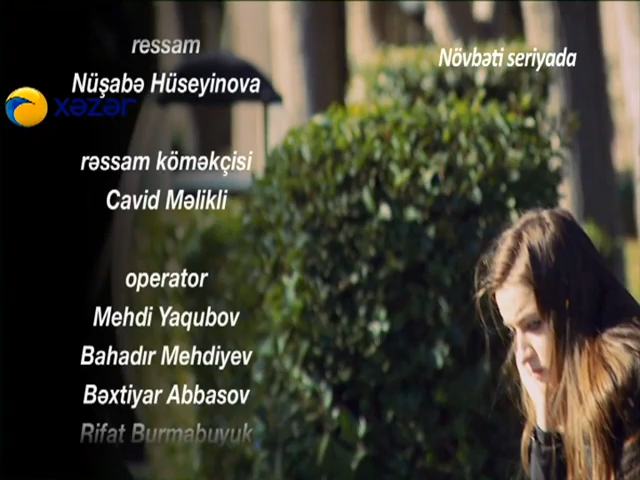 ressam
Nüşabə Hüseyinova
rəssam köməkçisi
Cavid Məlikli
operator
Mehdi Yaqubov
Bahadır Mehdiyev
Bəxtiyar Abbasov
Rifat Burmabuyuk
Növbəti seriyada
xəzər